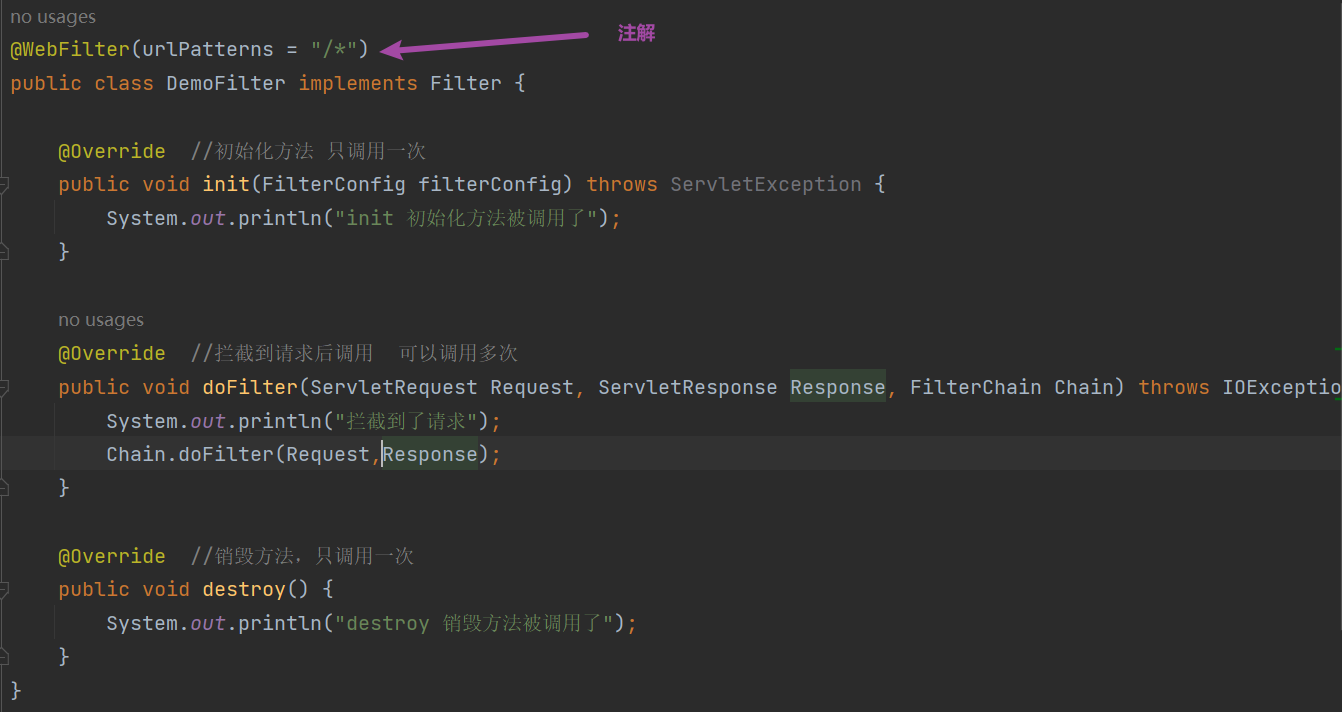 no usages
@WebFilter(urlPatterns = "/*")
注解
public class DemoFilter implements Filter {
@Override  //初始化方法 只调用一次
public void init(FilterConfig filterConfig) throws ServletException {
System.out.println("init 初始化方法被调用了");
}
no usages
@Override  //拦截到请求后调用  可以调用多次
public void doFilter(ServletRequest Request, ServletResponse Response, FilterChain Chain) throws IOExceptio
System.out.println("拦截到了请求");
Chain.doFilter(Request,Response);
}
@Override  //销毁方法，只调用一次
public void destroy() {
System.out.println("destroy 销毁方法被调用了");
}
}